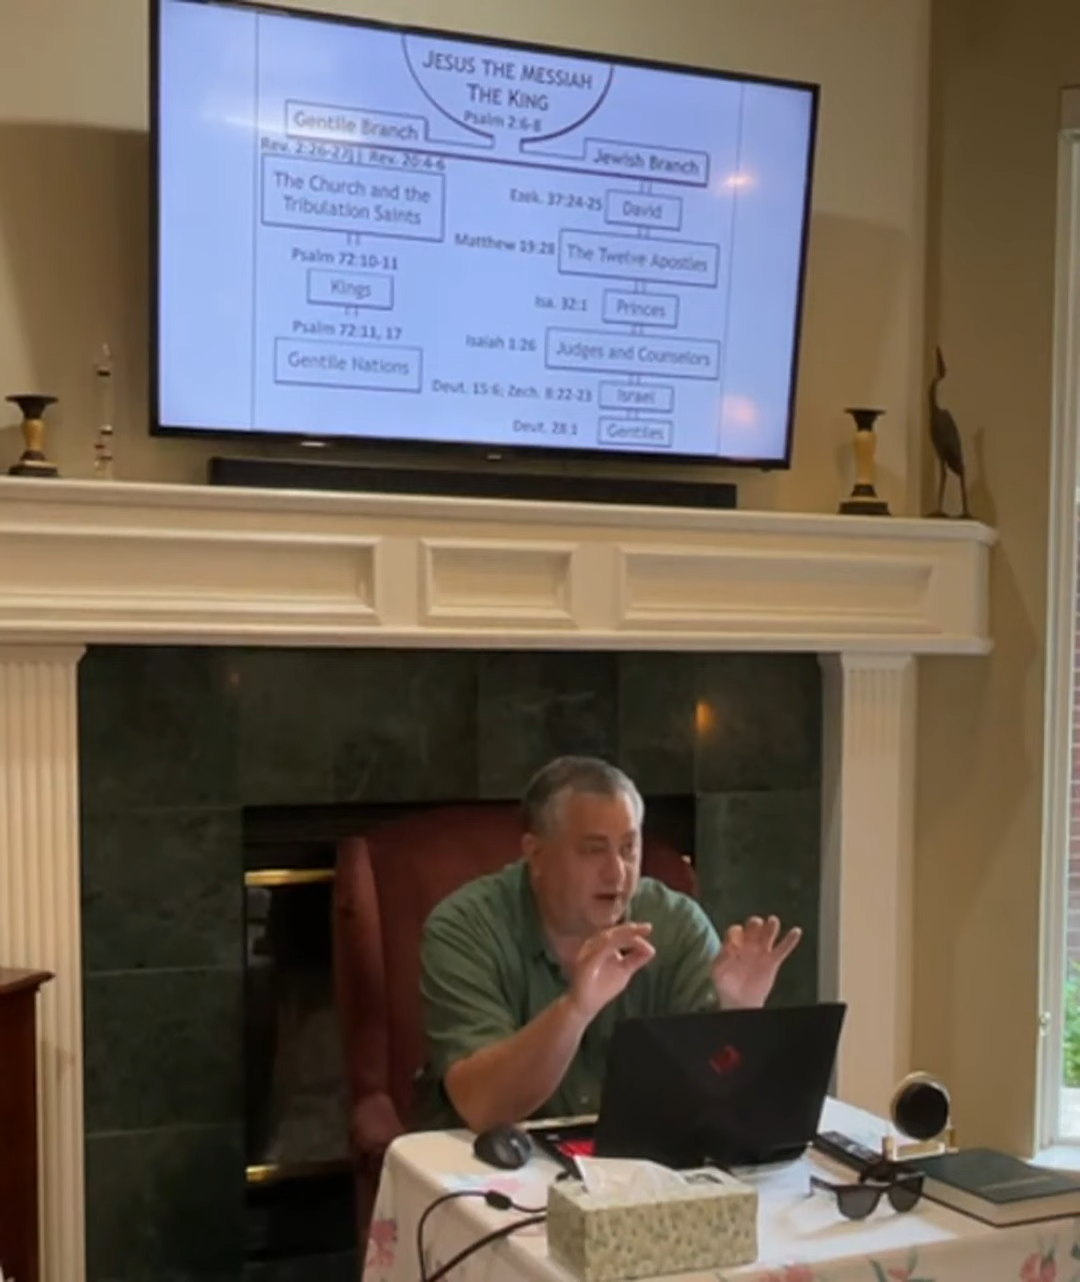 JESUS THE MESSIAH
THE KING
Psalm 2:6-8
Gentile Branch
Rev. 2:26-27 | Rev. 20:4-6
The Church and the
Tribulation Saints
Psalm 72:10-11
Kings
Psalm 72:11, 17
Gentile Nations
Jewish Branch
Ezek. 37:24-25
David
Matthew 19:28
The Twelve Apostles
Isa. 32:1
Princes
Isaiah 1:26
Judges and Counselors
Deut. 15:6; Zech. 8:22-23
Israel
Deut. 28:1
Gentiles